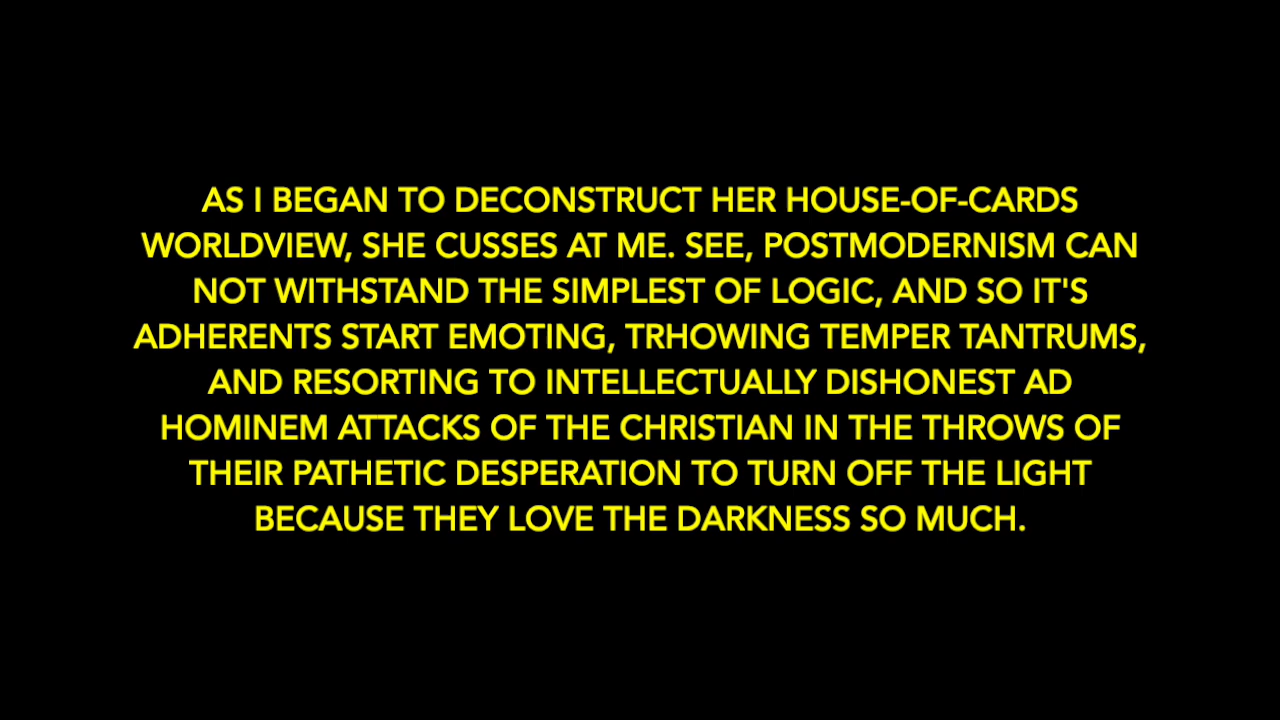 AS I BEGAN TO DECONSTRUCT HER HOUSE-OF-CARDS
WORLDVIEW, SHE CUSSES AT ME. SEE, POSTMODERNISM CAN
NOT WITHSTAND THE SIMPLEST OF LOGIC, AND SO IT'S
ADHERENTS START EMOTING, TRHOWING TEMPER TANTRUMS,
AND RESORTING TO INTELLECTUALLY DISHONEST AD
HOMINEM ATTACKS OF THE CHRISTIAN IN THE THROWS OF
THEIR PATHETIC DESPERATION TO TURN OFF THE LIGHT
BECAUSE THEY LOVE THE DARKNESS SO MUCH.